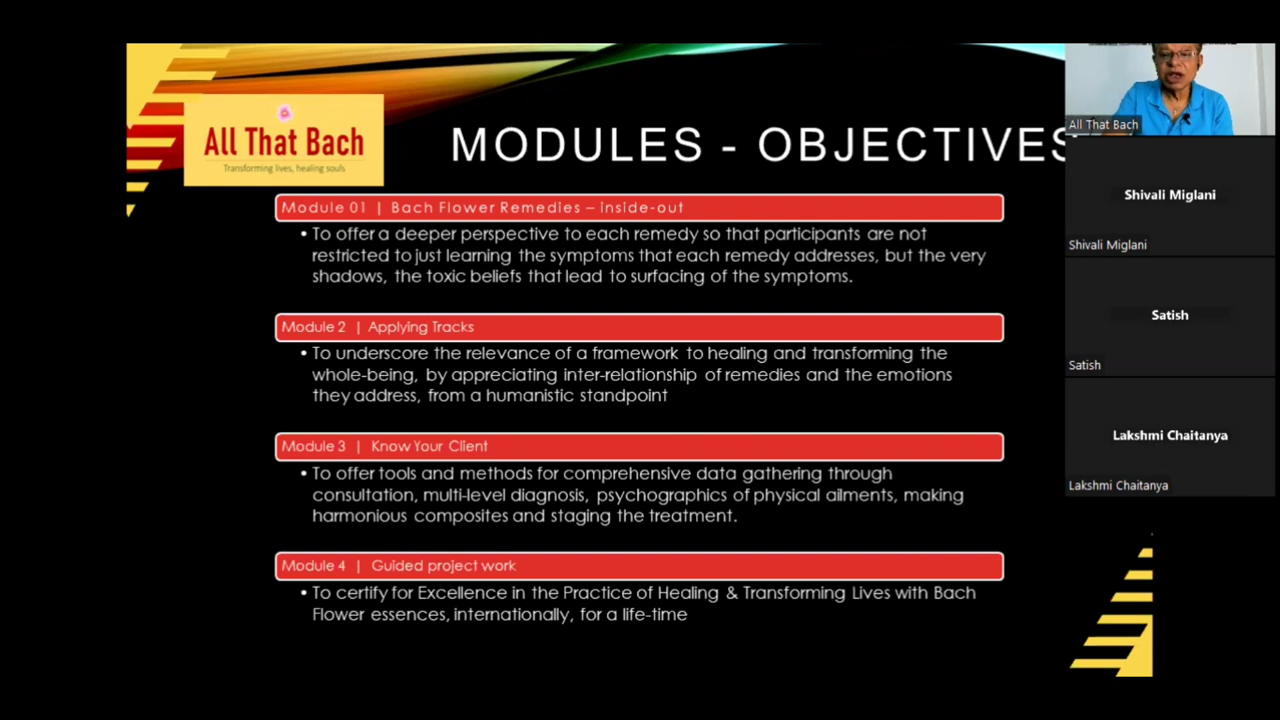 All That Bach
Transforming lives, healing souls
MODULES - OBJECTIVES
Module 01 | Bach Flower Remedies – inside-out
• To offer a deeper perspective to each remedy so that participants are not
restricted to just learning the symptoms that each remedy addresses, but the very
shadows, the toxic beliefs that lead to surfacing of the symptoms.
Module 2 | Applying Tracks
• To underscore the relevance of a framework to healing and transforming the
whole-being, by appreciating inter-relationship of remedies and the emotions
they address, from a humanistic standpoint
Module 3 | Know Your Client
• To offer tools and methods for comprehensive data gathering through
consultation, multi-level diagnosis, psychographics of physical ailments, making
harmonious composites and staging the treatment.
Module 4 | Guided project work
• To certify for Excellence in the Practice of Healing & Transforming Lives with Bach
Flower essences, internationally, for a life-time
All That Bach
Shivali Miglani
Shivali Miglani
Satish
Satish
Lakshmi Chaitanya
Lakshmi Chaitanya